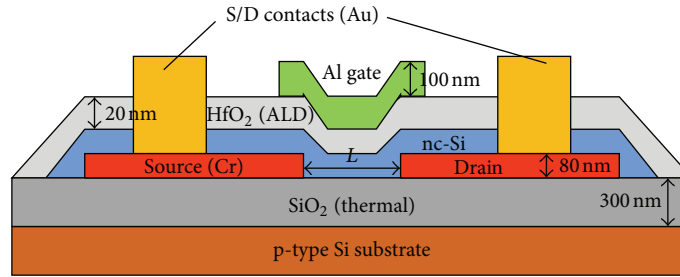 S/D contacts (Au)
Al gate
100 nm
20 nm
HfO2 (ALD)
nc-Si
Source (Cr)
L
Drain
80 nm
SiO2 (thermal)
300 nm
p-type Si substrate